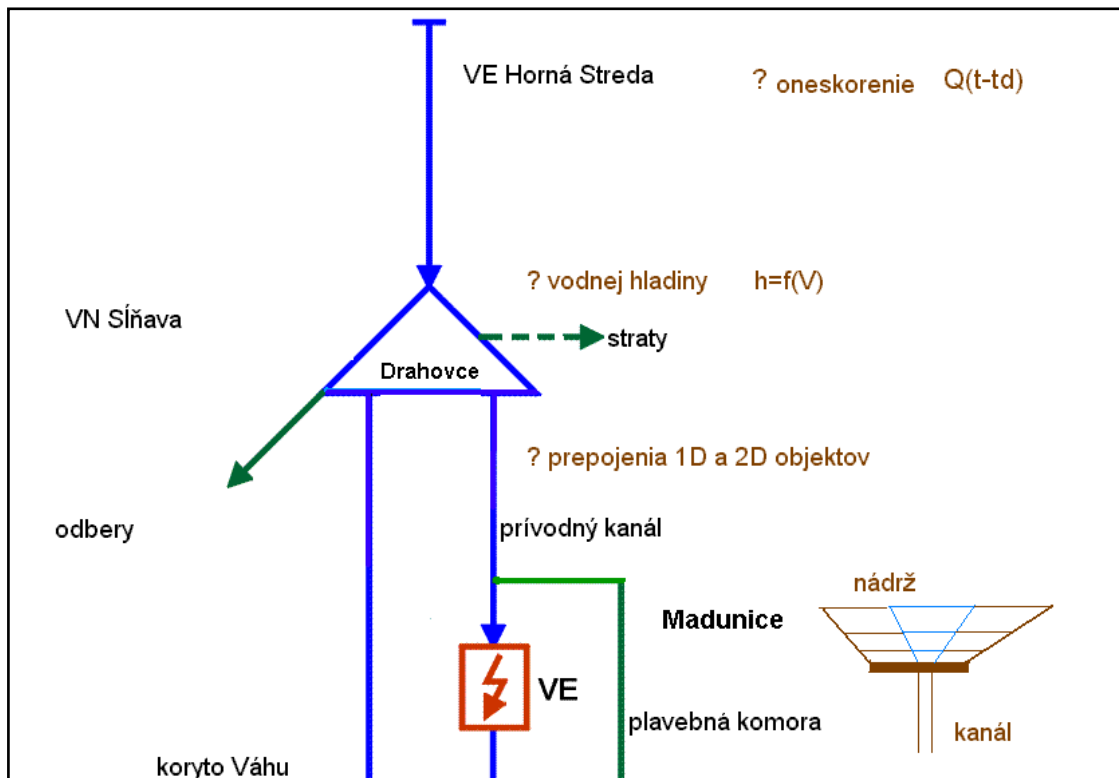 VE Horná Streda
? oneskorenie Q(t-td)
? vodnej hladiny h=f(V)
VN Sĺňava
straty
Drahovce
? prepojenia 1D a 2D objektov
odbery
prívodný kanál
nádrž
Madunice
VE
plavebná komora
kanál
koryto Váhu